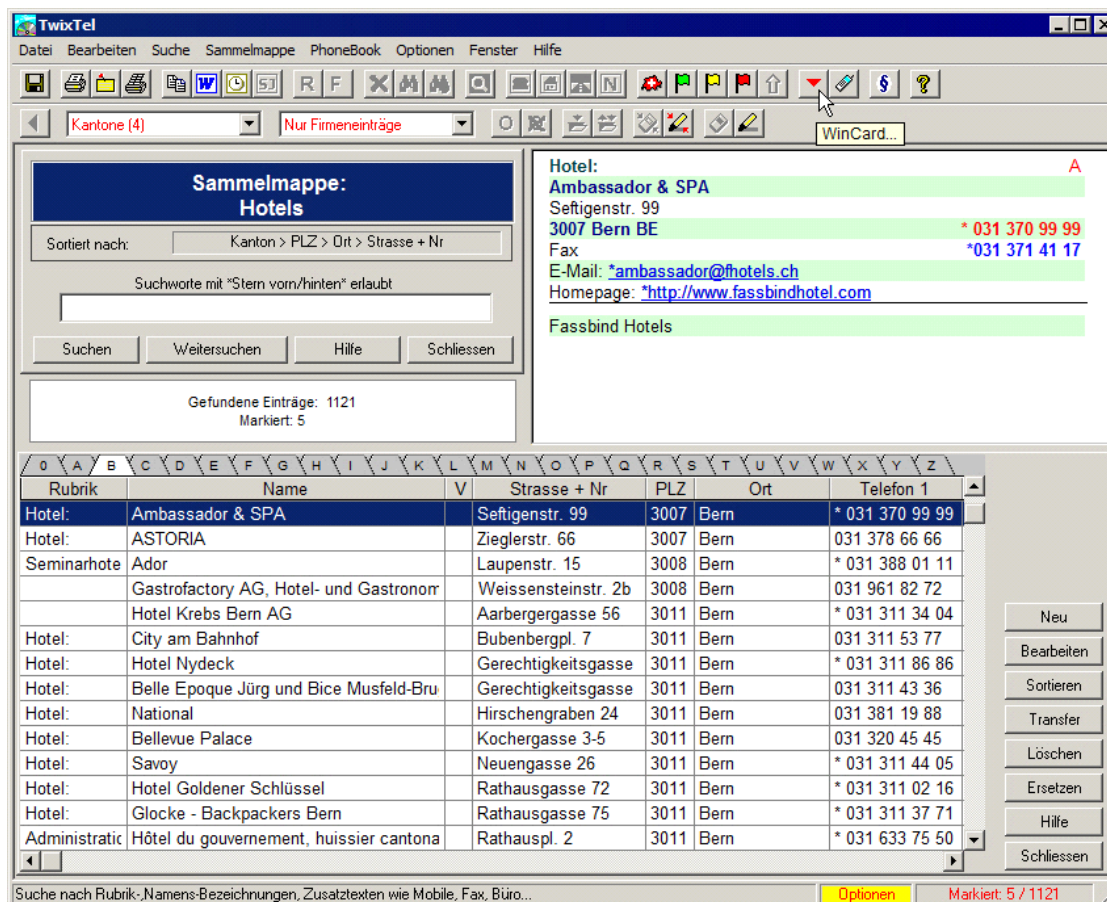 TwixTel
Datei Bearbeiten Suche Sammelmappe PhoneBook Optionen Fenster Hilfe
W SJ R F N § ?
Kantone (4) Nur Firmeneinträge O
WinCard...
Sammelmappe:
Hotels
Sortiert nach: Kanton > PLZ > Ort > Strasse + Nr
Suchworte mit *Stern vorn/hinten* erlaubt
Suchen Weitersuchen Hilfe Schliessen
Gefundene Einträge: 1121
Markiert: 5
Hotel: A
Ambassador & SPA
Seftigenstr. 99
3007 Bern BE * 031 370 99 99
Fax *031 371 41 17
E-Mail: *ambassador@fhotels.ch
Homepage: *http://www.fassbindhotel.com
Fassbind Hotels
0 A B C D E F G H I J K L M N O P Q R S T U V W X Y Z
Rubrik Name V Strasse + Nr PLZ Ort Telefon 1
Hotel: Ambassador & SPA Seftigenstr. 99 3007 Bern * 031 370 99 99
Hotel: ASTORIA Zieglerstr. 66 3007 Bern 031 378 66 66
Seminarhote Ador Laupenstr. 15 3008 Bern * 031 388 01 11
Gastrofactory AG, Hotel- und Gastronom Weissensteinstr. 2b 3008 Bern 031 961 82 72
Hotel Krebs Bern AG Aarbergergasse 56 3011 Bern * 031 311 34 04
Hotel: City am Bahnhof Bubenbergpl. 7 3011 Bern 031 311 53 77
Hotel: Hotel Nydeck Gerechtigkeitsgasse 3011 Bern * 031 311 86 86
Hotel: Belle Epoque Jürg und Bice Musfeld-Bru Gerechtigkeitsgasse 3011 Bern 031 311 43 36
Hotel: National Hirschengraben 24 3011 Bern 031 381 19 88
Hotel: Bellevue Palace Kochergasse 3-5 3011 Bern 031 320 45 45
Hotel: Savoy Neuengasse 26 3011 Bern * 031 311 44 05
Hotel: Hotel Goldener Schlüssel Rathausgasse 72 3011 Bern * 031 311 02 16
Hotel: Glocke - Backpackers Bern Rathausgasse 75 3011 Bern * 031 311 37 71
Administratic Hôtel du gouvernement, huissier cantona Rathauspl. 2 3011 Bern * 031 633 75 50
Neu
Bearbeiten
Sortieren
Transfer
Löschen
Ersetzen
Hilfe
Schliessen
Suche nach Rubrik-,Namens-Bezeichnungen, Zusatztexten wie Mobile, Fax, Büro... Optionen Markiert: 5 / 1121